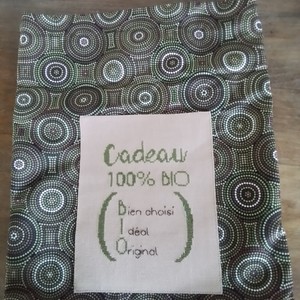 Cadeau
100% BIO
(Bien choisi
Idéal
Original)